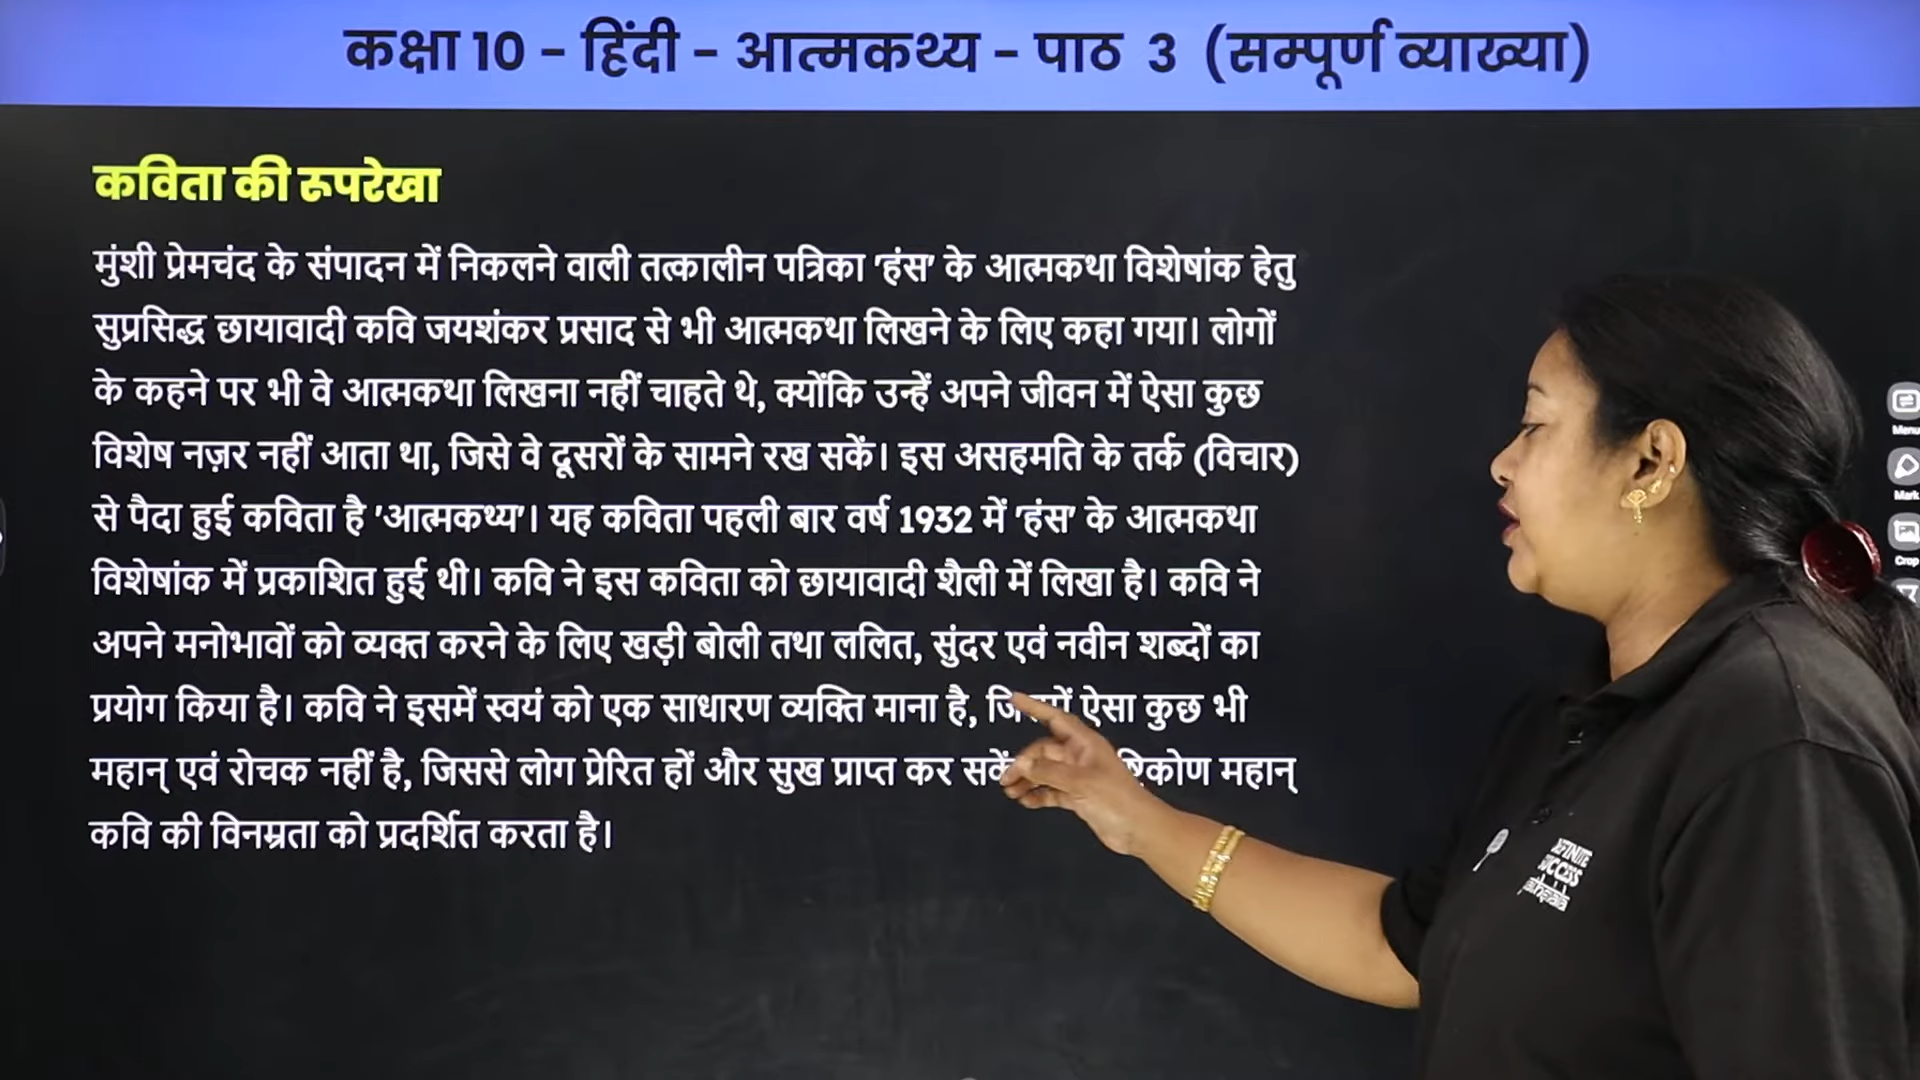 कक्षा 10 - हिंदी - आत्मकथ्य - पाठ 3 (सम्पूर्ण व्याख्या)
कविता की रूपरेखा
मुंशी प्रेमचंद के संपादन में निकलने वाली तत्कालीन पत्रिका 'हंस' के आत्मकथा विशेषांक हेतु
सुप्रसिद्ध छायावादी कवि जयशंकर प्रसाद से भी आत्मकथा लिखने के लिए कहा गया। लोगों
के कहने पर भी वे आत्मकथा लिखना नहीं चाहते थे, क्योंकि उन्हें अपने जीवन में ऐसा कुछ
विशेष नज़र नहीं आता था, जिसे वे दूसरों के सामने रख सकें। इस असहमति के तर्क (विचार)
से पैदा हुई कविता है 'आत्मकथ्य'। यह कविता पहली बार वर्ष 1932 में 'हंस' के आत्मकथा
विशेषांक में प्रकाशित हुई थी। कवि ने इस कविता को छायावादी शैली में लिखा है। कवि ने
अपने मनोभावों को व्यक्त करने के लिए खड़ी बोली तथा ललित, सुंदर एवं नवीन शब्दों का
प्रयोग किया है। कवि ने इसमें स्वयं को एक साधारण व्यक्ति माना है, ऐसा कुछ भी
महान् एवं रोचक नहीं है, जिससे लोग प्रेरित हों और सुख प्राप्त कर सकें महान्
कवि की विनम्रता को प्रदर्शित करता है।
Menu
Mark
Crop